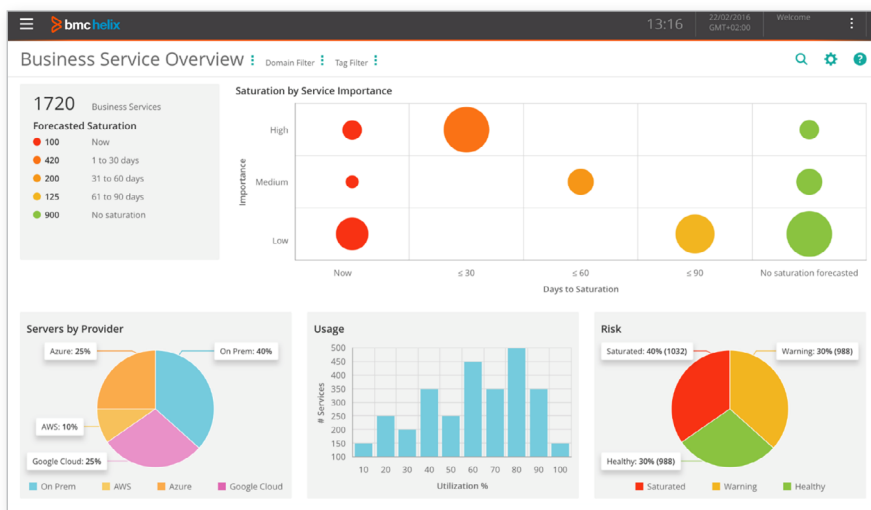 bmc helix
13:16
22/02/2016
GMT+02:00
Welcome
Business Service Overview
Domain Filter
Tag Filter
1720 Business Services
Forecasted Saturation
100 Now
420 1 to 30 days
200 31 to 60 days
125 61 to 90 days
900 No saturation
Saturation by Service Importance
Importance
High
Medium
Low
Now ≤ 30 ≤ 60 ≤ 90 No saturation forecasted
Days to Saturation
Servers by Provider
Azure: 25%
On Prem: 40%
AWS: 10%
Google Cloud: 25%
On Prem AWS Azure Google Cloud
Usage
# Services
500
450
400
350
300
250
200
150
100
10 20 30 40 50 60 70 80 90 100
Utilization %
Risk
Saturated: 40% (1032)
Warning: 30% (988)
Healthy: 30% (988)
Saturated Warning Healthy